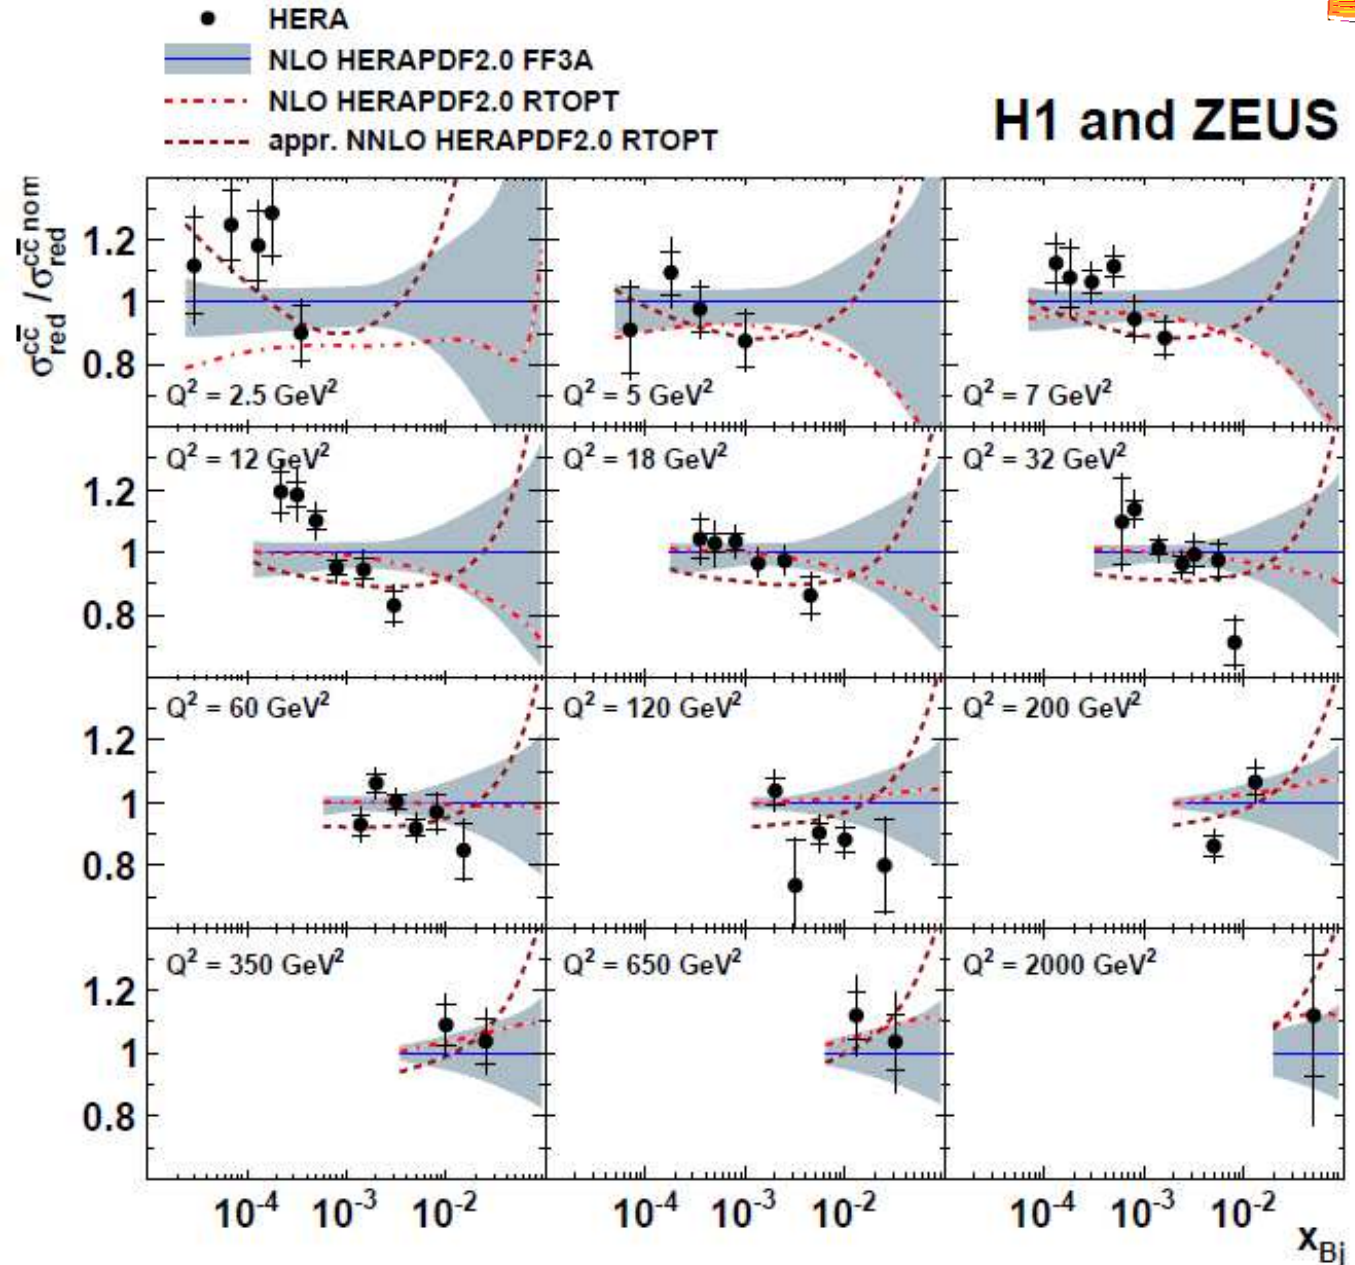 HERA
NLO HERAPDF2.0 FF3A
NLO HERAPDF2.0 RTOPT
appr. NNLO HERAPDF2.0 RTOPT
H1 and ZEUS
σ_red^{cc̄} / σ_red^{cc̄ nom}
1.2
1
0.8
Q² = 2.5 GeV²
Q² = 5 GeV²
Q² = 7 GeV²
Q² = 12 GeV²
Q² = 18 GeV²
Q² = 32 GeV²
1.2
1
0.8
Q² = 60 GeV²
Q² = 120 GeV²
Q² = 200 GeV²
1.2
1
0.8
Q² = 350 GeV²
Q² = 650 GeV²
Q² = 2000 GeV²
1.2
1
0.8
10⁻⁴ 10⁻³ 10⁻² 10⁻⁴ 10⁻³ 10⁻² 10⁻⁴ 10⁻³ 10⁻²
x_Bj